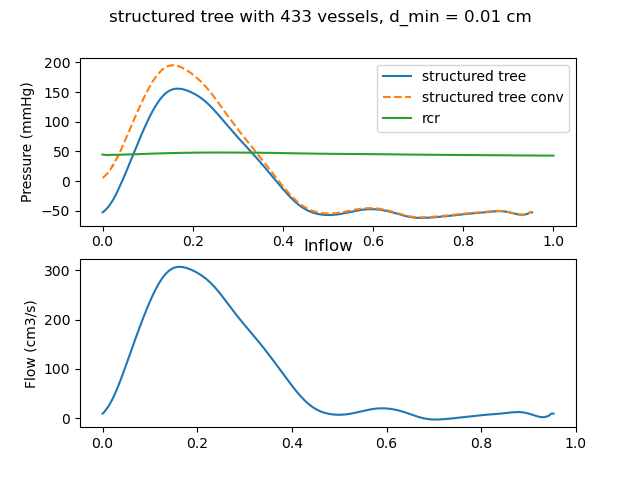 structured tree with 433 vessels, d_min = 0.01 cm
Pressure (mmHg)
200
150
100
50
0
−50
structured tree
structured tree conv
rcr
0.0 0.2 0.4 0.6 0.8 1.0
Inflow
Flow (cm3/s)
300
200
100
0
0.0 0.2 0.4 0.6 0.8 1.0